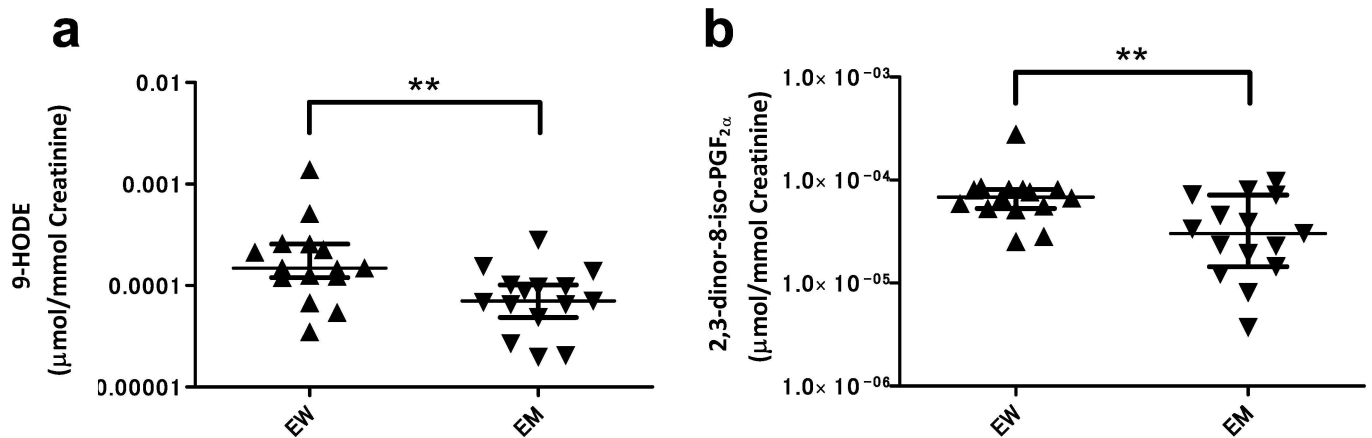 a
9-HODE
(μmol/mmol Creatinine)
0.01
0.001
0.0001
0.00001
**
EW
EM
b
2,3-dinor-8-iso-PGF2α
(μmol/mmol Creatinine)
1.0× 10−03
1.0× 10−04
1.0× 10−05
1.0× 10−06
**
EW
EM